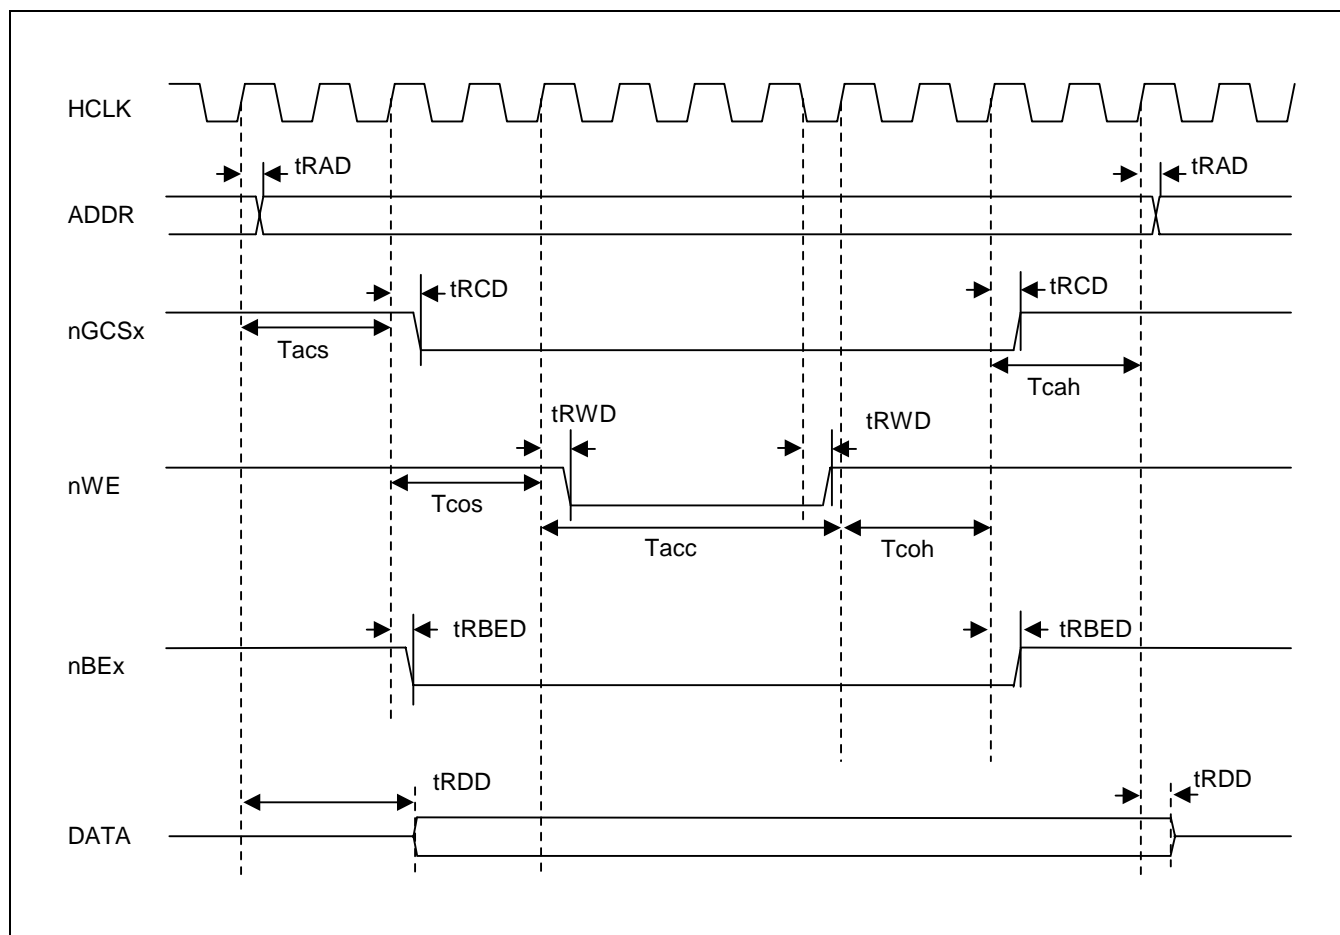 HCLK
tRAD
tRAD
ADDR
tRCD
tRCD
nGCSx
Tacs
Tcah
tRWD
tRWD
nWE
Tcos
Tacc
Tcoh
tRBED
tRBED
nBEx
tRDD
tRDD
DATA